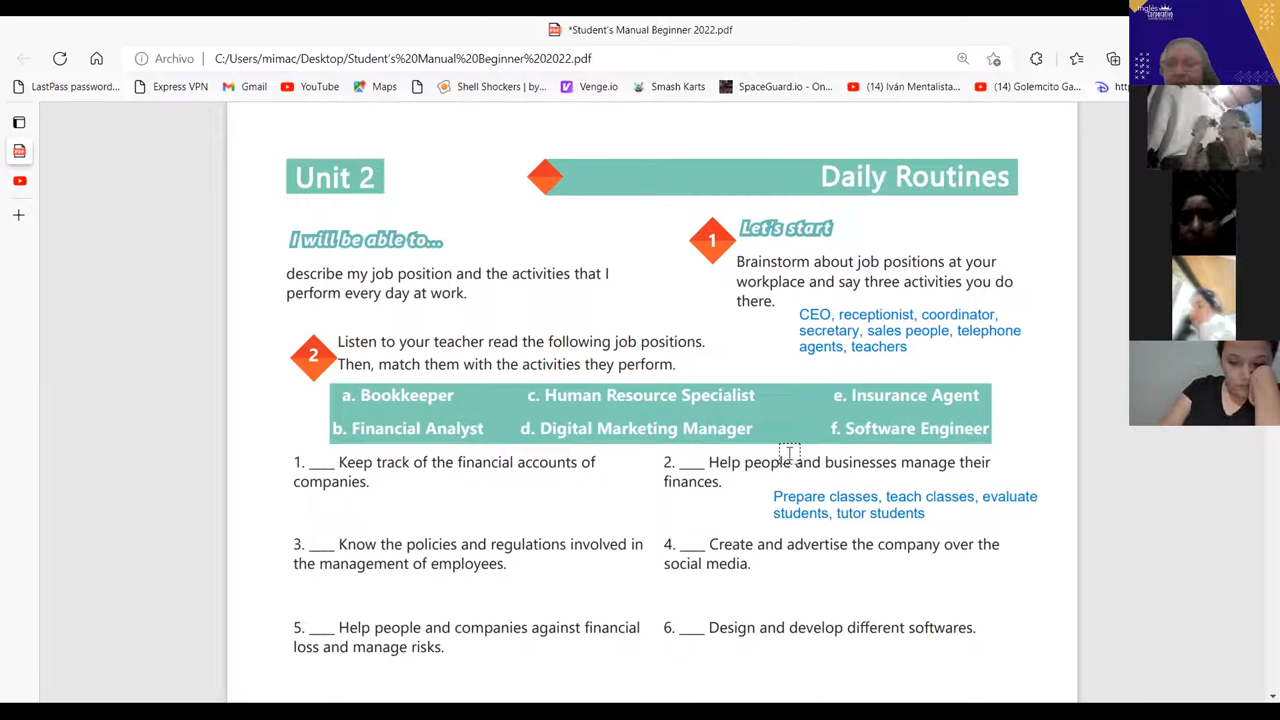 *Student's Manual Beginner 2022.pdf
Archivo
C:/Users/mimac/Desktop/Student's%20Manual%20Beginner%202022.pdf
LastPass password...
Express VPN
Gmail
YouTube
Maps
Shell Shockers | by...
Venge.io
Smash Karts
SpaceGuard.io - On...
(14) Iván Mentalista...
(14) Golemcito Ga...
Inglés
Corporativo
Unit 2
Daily Routines
I will be able to...
describe my job position and the activities that I
perform every day at work.
1
Let's start
Brainstorm about job positions at your
workplace and say three activities you do
there.
CEO, receptionist, coordinator,
secretary, sales people, telephone
agents, teachers
2
Listen to your teacher read the following job positions.
Then, match them with the activities they perform.
a. Bookkeeper
c. Human Resource Specialist
e. Insurance Agent
b. Financial Analyst
d. Digital Marketing Manager
f. Software Engineer
1. ___ Keep track of the financial accounts of
companies.
2. ___ Help people and businesses manage their
finances.
Prepare classes, teach classes, evaluate
students, tutor students
3. ___ Know the policies and regulations involved in
the management of employees.
4. ___ Create and advertise the company over the
social media.
5. ___ Help people and companies against financial
loss and manage risks.
6. ___ Design and develop different softwares.